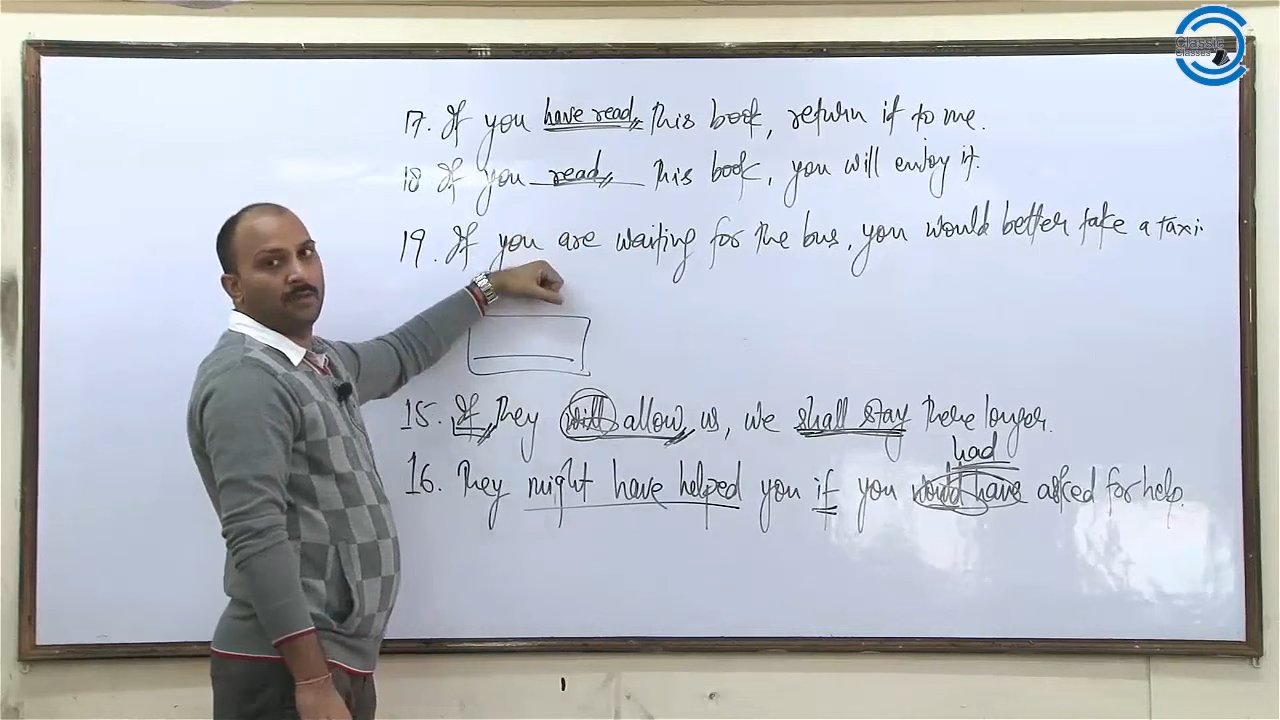 Classic
Classes
17. If you have read this book, return it to me.
18 If you read this book, you will enjoy it.
19. If you are waiting for the bus, you would better take a taxi.
15. If they will allow us, we shall stay there longer.
had
16. They might have helped you if you would have asked for help.